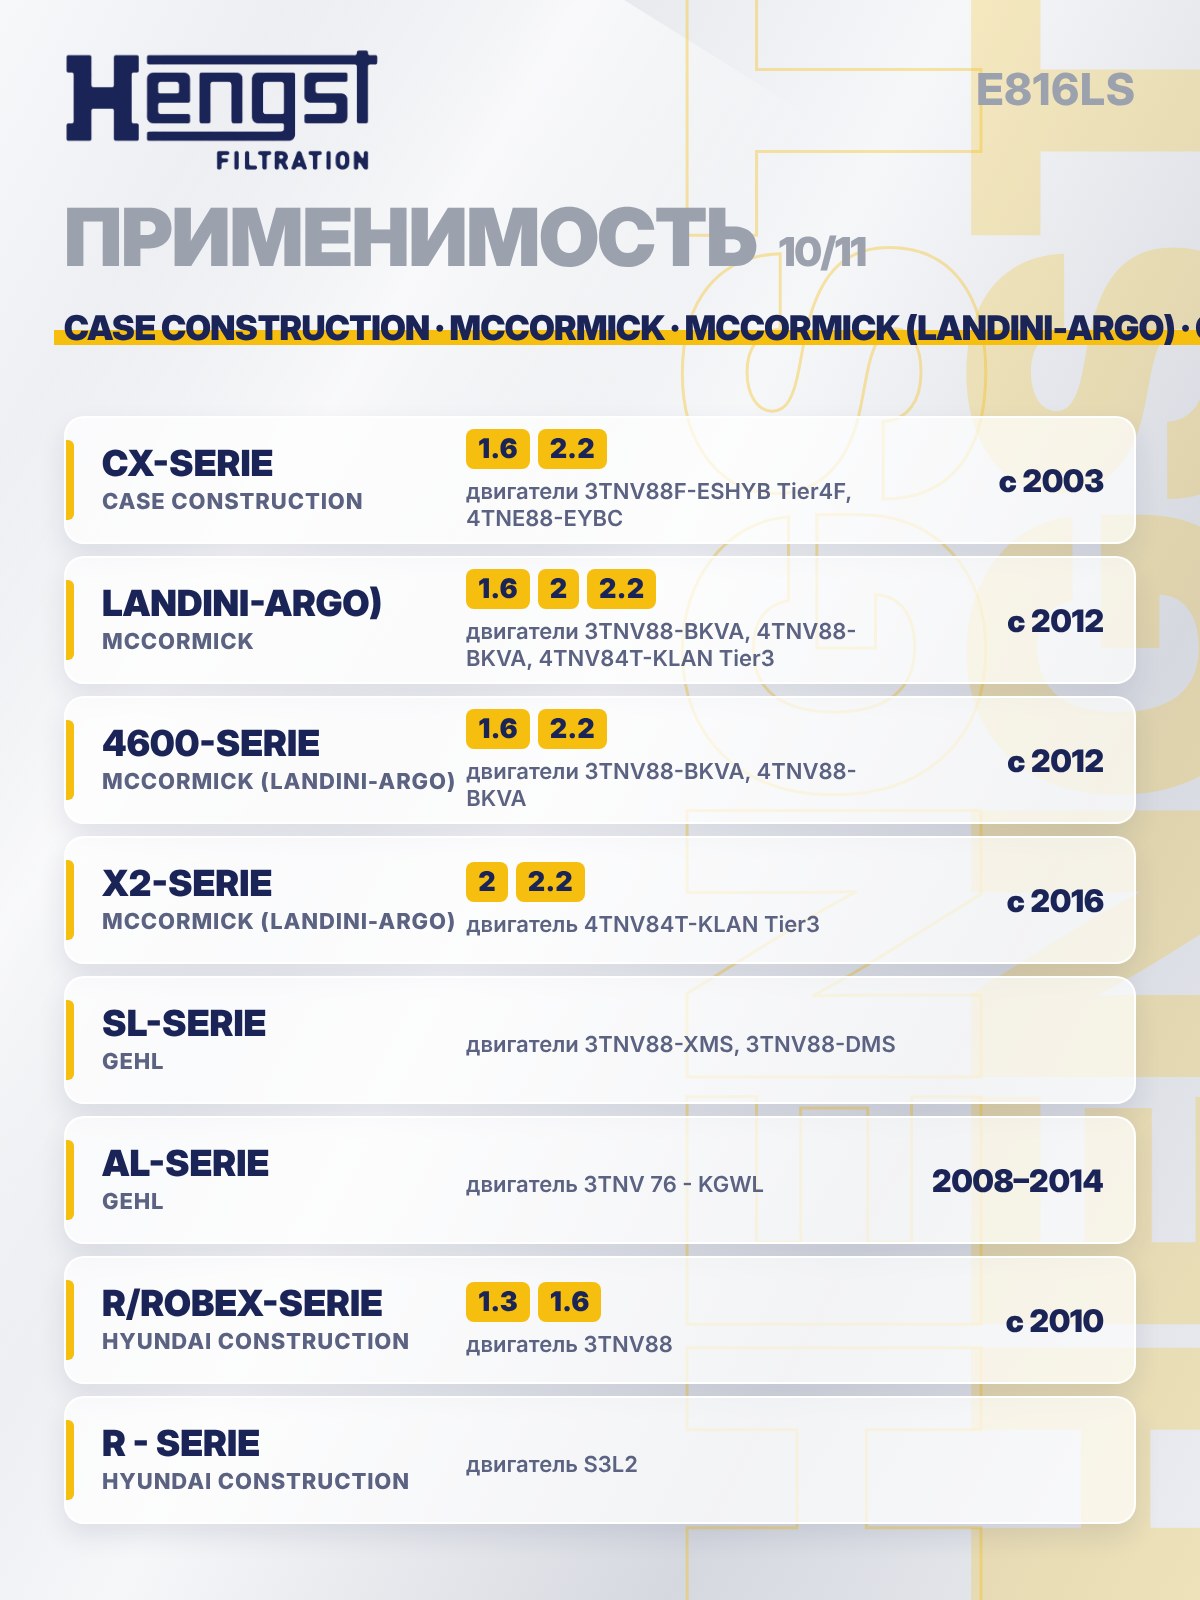 Hengst
FILTRATION
E816LS
ПРИМЕНИМОСТЬ 10/11
CASE CONSTRUCTION · MCCORMICK · MCCORMICK (LANDINI-ARGO) ·
CX-SERIE
CASE CONSTRUCTION
1.6 2.2
двигатели 3TNV88F-ESHYB Tier4F,
4TNE88-EYBC
с 2003
LANDINI-ARGO)
MCCORMICK
1.6 2 2.2
двигатели 3TNV88-BKVA, 4TNV88-
BKVA, 4TNV84T-KLAN Tier3
с 2012
4600-SERIE
MCCORMICK (LANDINI-ARGO)
1.6 2.2
двигатели 3TNV88-BKVA, 4TNV88-
BKVA
с 2012
X2-SERIE
MCCORMICK (LANDINI-ARGO)
2 2.2
двигатель 4TNV84T-KLAN Tier3
с 2016
SL-SERIE
GEHL
двигатели 3TNV88-XMS, 3TNV88-DMS
AL-SERIE
GEHL
двигатель 3TNV 76 - KGWL
2008–2014
R/ROBEX-SERIE
HYUNDAI CONSTRUCTION
1.3 1.6
двигатель 3TNV88
с 2010
R - SERIE
HYUNDAI CONSTRUCTION
двигатель S3L2
HENGST
HENGST